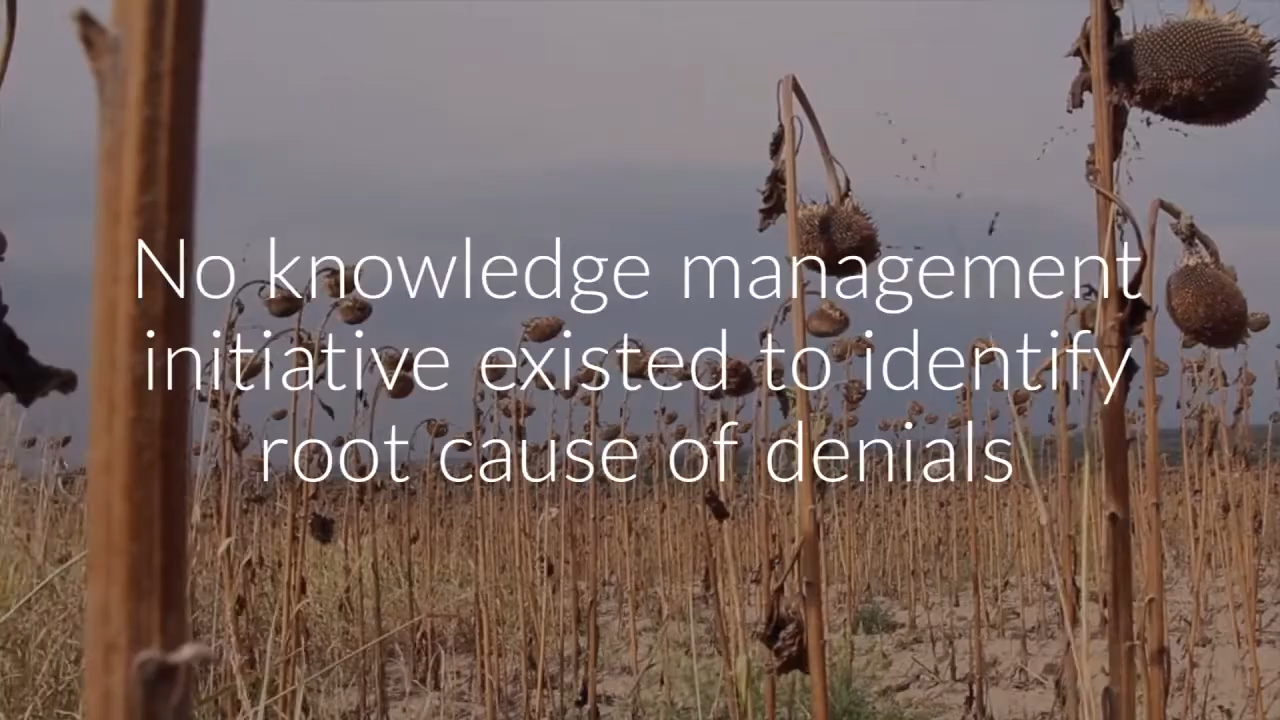 No knowledge management
initiative existed to identify
root cause of denials